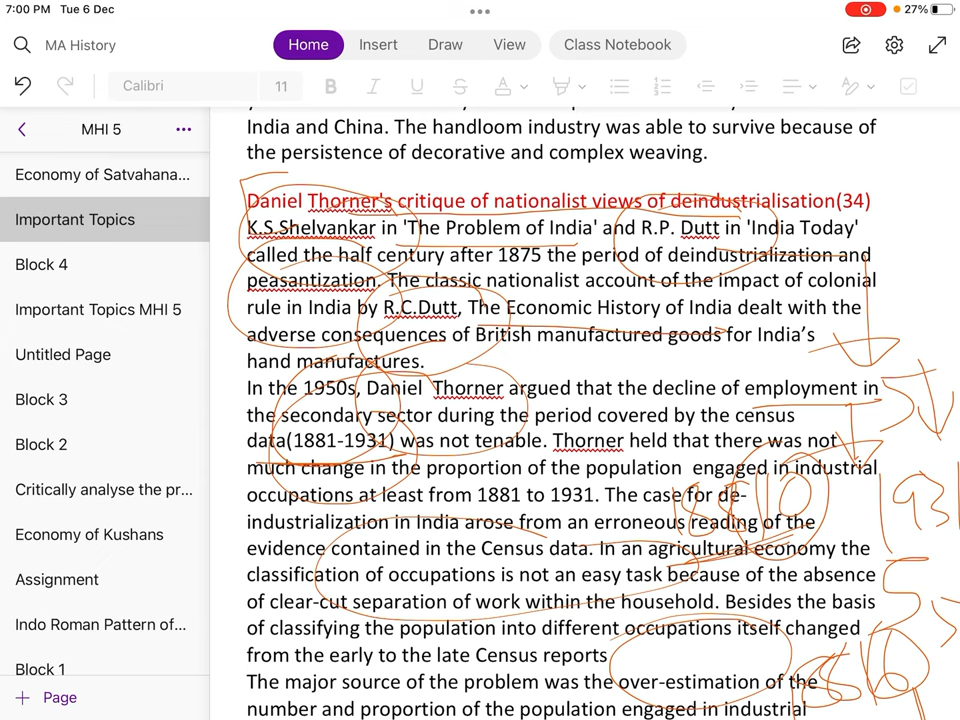 7:00 PM Tue 6 Dec
27%
MA History
Home Insert Draw View Class Notebook
Calibri 11 B I U S A
MHI 5
Economy of Satvahana...
Important Topics
Block 4
Important Topics MHI 5
Untitled Page
Block 3
Block 2
Critically analyse the pr...
Economy of Kushans
Assignment
Indo Roman Pattern of...
Block 1
+ Page
India and China. The handloom industry was able to survive because of
the persistence of decorative and complex weaving.
Daniel Thorner's critique of nationalist views of deindustrialisation(34)
K.S.Shelvankar in 'The Problem of India' and R.P. Dutt in 'India Today'
called the half century after 1875 the period of deindustrialization and
peasantization. The classic nationalist account of the impact of colonial
rule in India by R.C.Dutt, The Economic History of India dealt with the
adverse consequences of British manufactured goods for India's
hand manufactures.
In the 1950s, Daniel Thorner argued that the decline of employment in
the secondary sector during the period covered by the census
data(1881-1931) was not tenable. Thorner held that there was not
much change in the proportion of the population engaged in industrial
occupations at least from 1881 to 1931. The case for de-
industrialization in India arose from an erroneous reading of the
evidence contained in the Census data. In an agricultural economy the
classification of occupations is not an easy task because of the absence
of clear-cut separation of work within the household. Besides the basis
of classifying the population into different occupations itself changed
from the early to the late Census reports
The major source of the problem was the over-estimation of the
number and proportion of the population engaged in industrial
5
10
1931
5